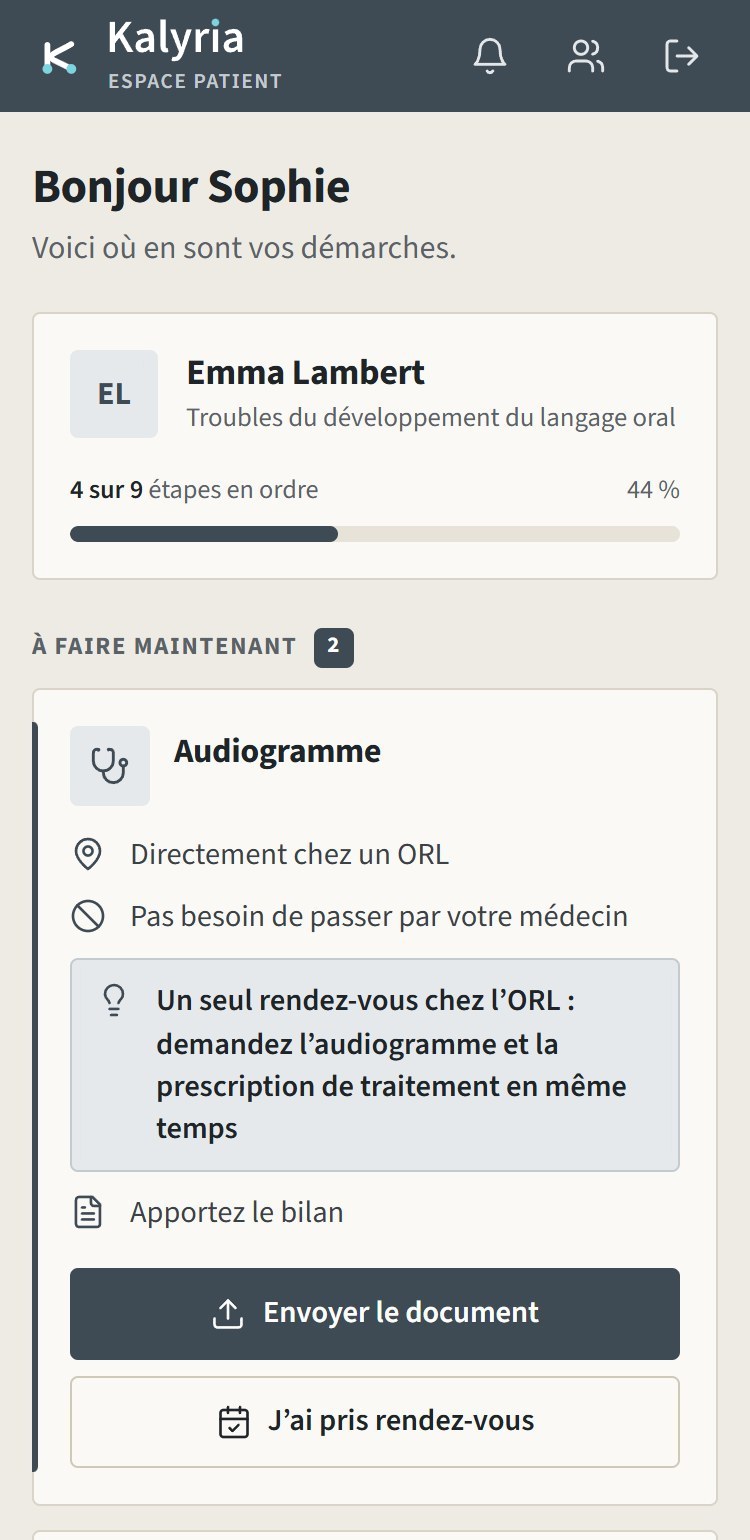 Kalyria
ESPACE PATIENT
Bonjour Sophie
Voici où en sont vos démarches.
EL
Emma Lambert
Troubles du développement du langage oral
4 sur 9 étapes en ordre
44 %
À FAIRE MAINTENANT 2
Audiogramme
Directement chez un ORL
Pas besoin de passer par votre médecin
Un seul rendez-vous chez l’ORL :
demandez l’audiogramme et la
prescription de traitement en même
temps
Apportez le bilan
Envoyer le document
J’ai pris rendez-vous